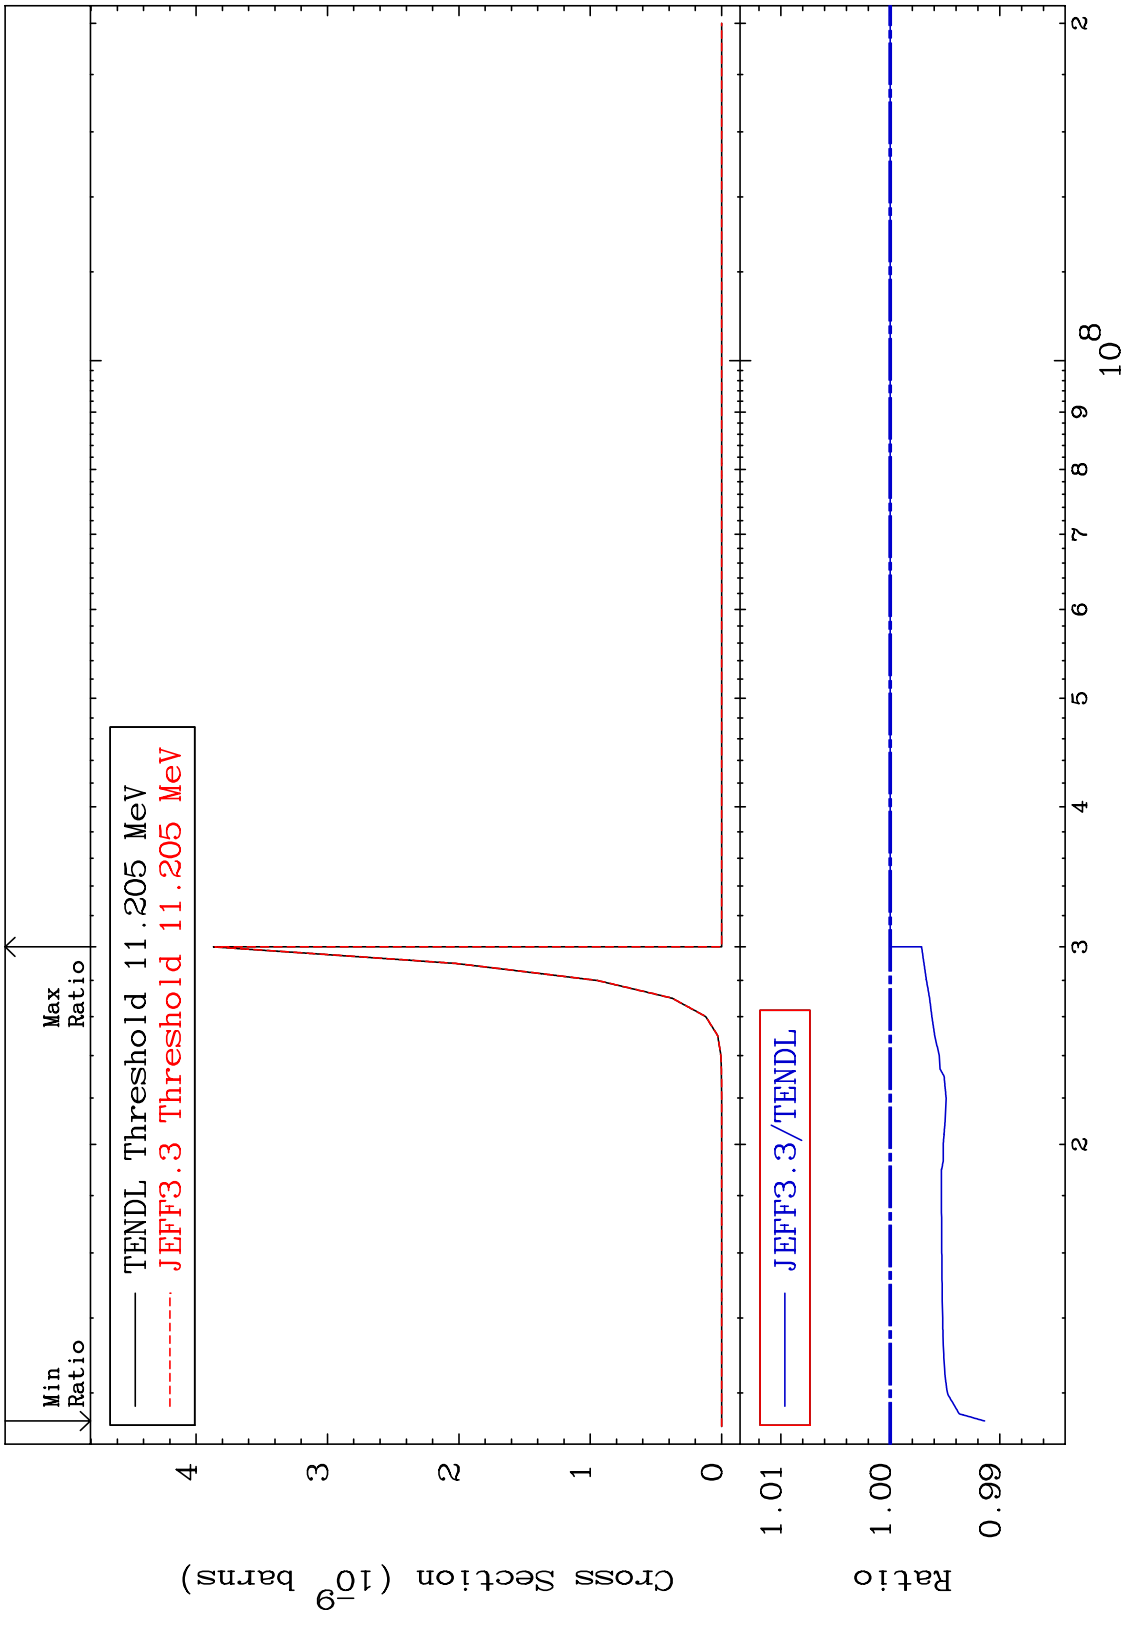 Min
Ratio
Max
Ratio
TENDL Threshold 11.205 MeV
JEFF3.3 Threshold 11.205 MeV
4
3
2
1
0
Cross Section (10⁻⁹ barns)
JEFF3.3/TENDL
1.01
1.00
0.99
Ratio
2
3
4
5
6
7
8
9
10⁸
2